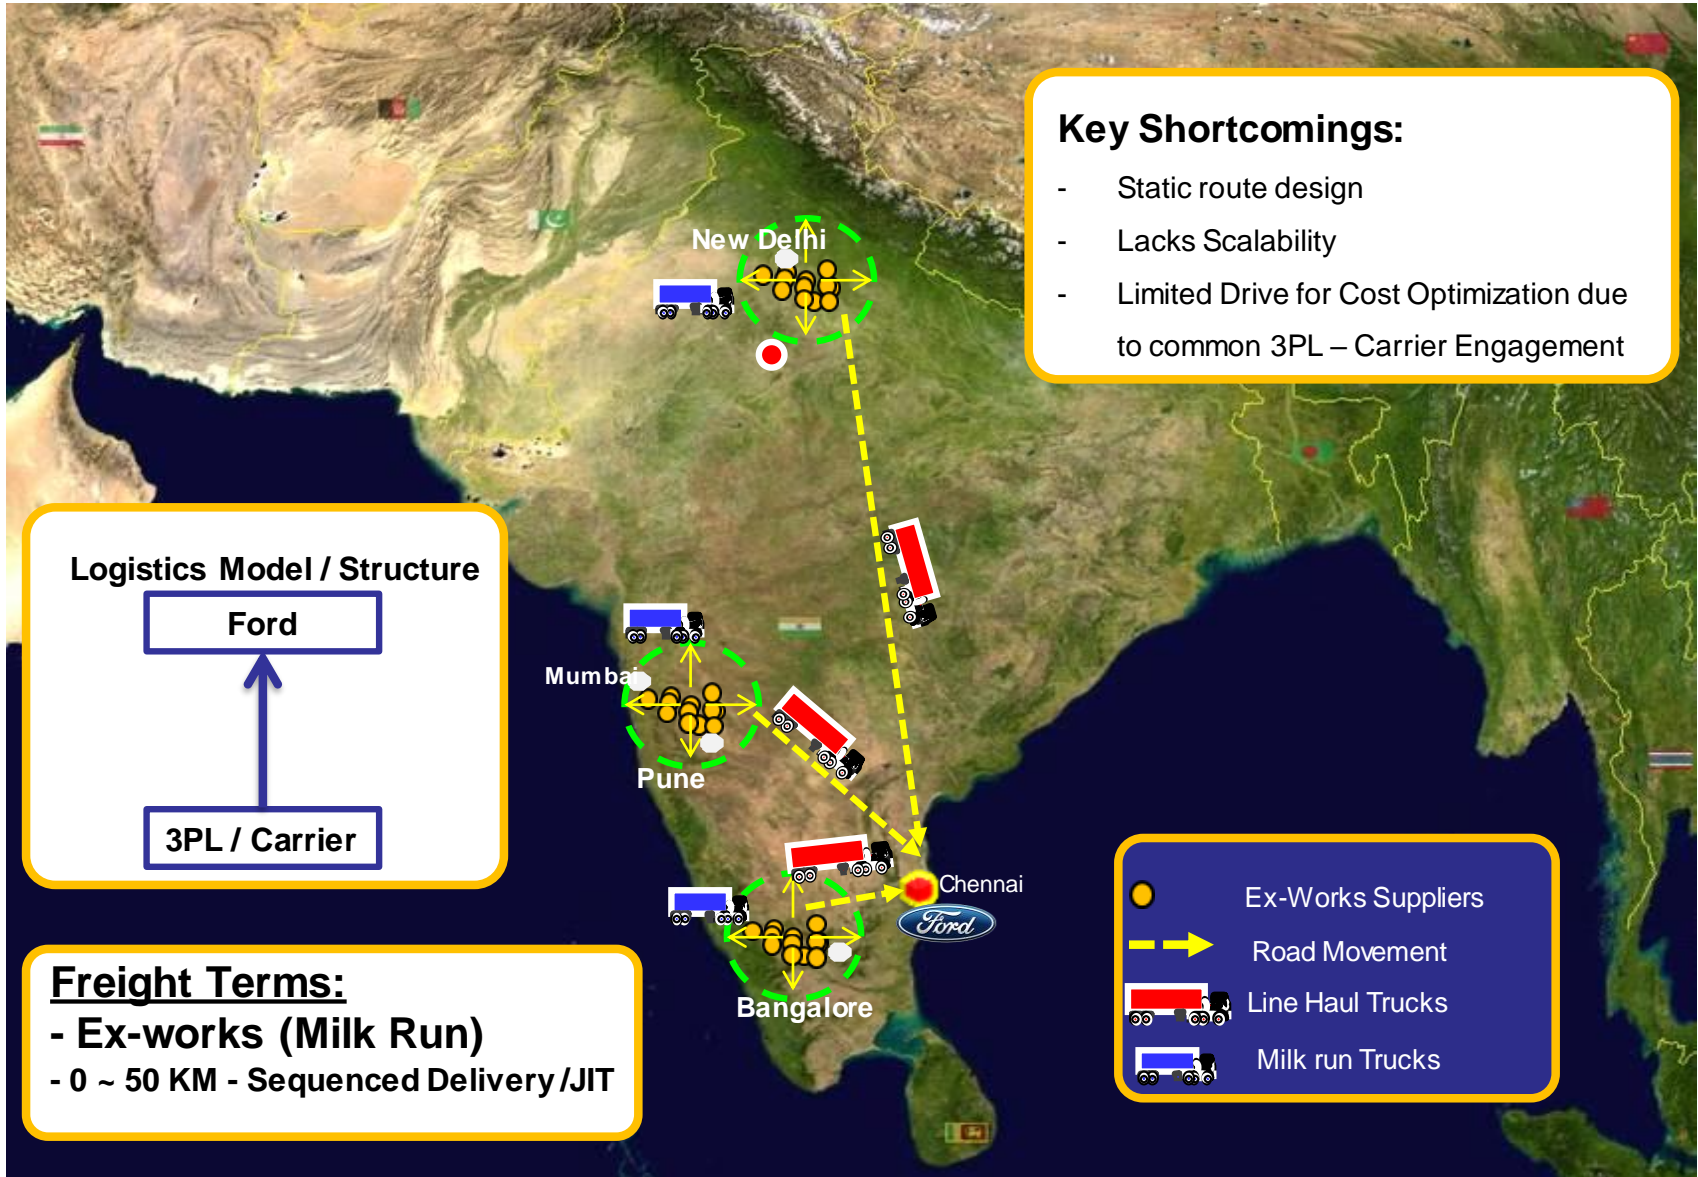 Key Shortcomings:
- Static route design
- Lacks Scalability
- Limited Drive for Cost Optimization due
to common 3PL – Carrier Engagement
New Delhi
Logistics Model / Structure
Ford
3PL / Carrier
Mumbai
Pune
Chennai
Ford
Bangalore
Freight Terms:
- Ex-works (Milk Run)
- 0 ~ 50 KM - Sequenced Delivery /JIT
Ex-Works Suppliers
Road Movement
Line Haul Trucks
Milk run Trucks